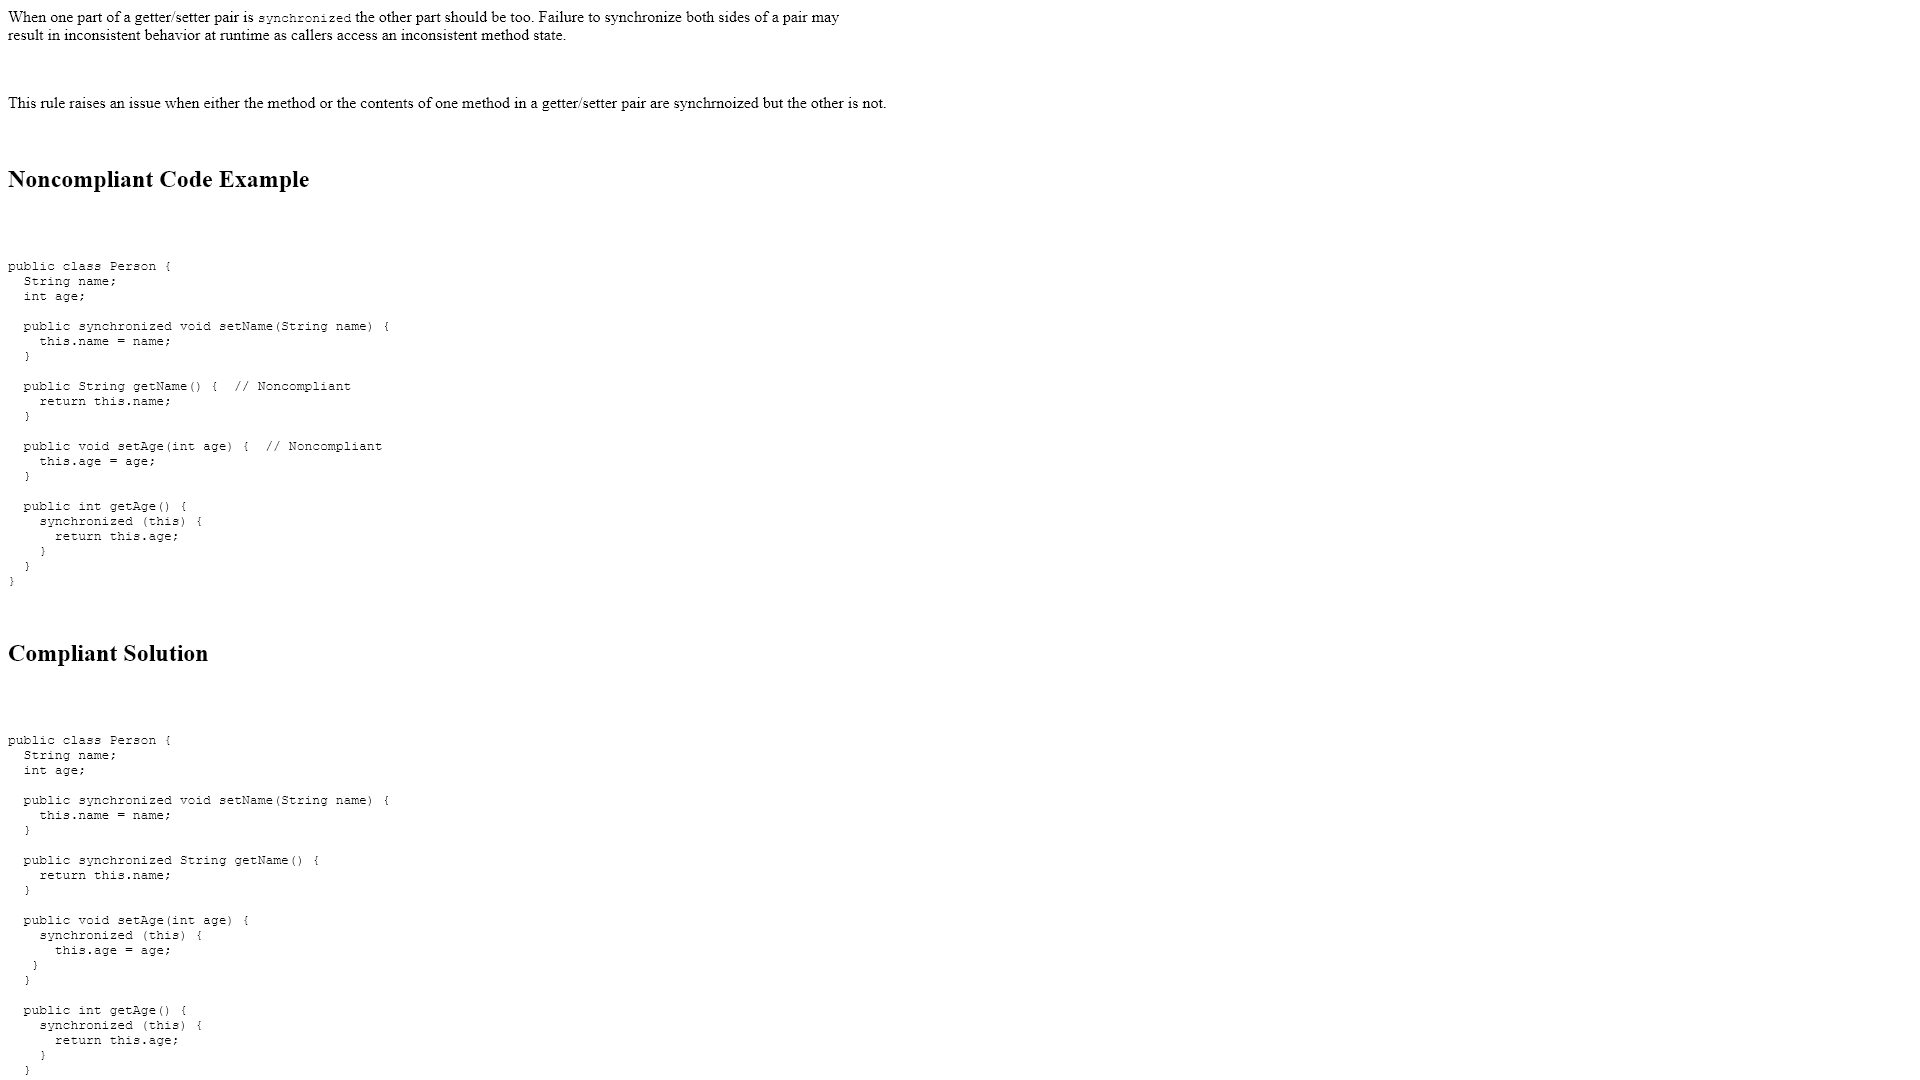 When one part of a getter/setter pair is synchronized the other part should be too. Failure to synchronize both sides of a pair may
result in inconsistent behavior at runtime as callers access an inconsistent method state.
This rule raises an issue when either the method or the contents of one method in a getter/setter pair are synchrnoized but the other is not.
Noncompliant Code Example
public class Person {
  String name;
  int age;
  public synchronized void setName(String name) {
    this.name = name;
  }
  public String getName() {  // Noncompliant
    return this.name;
  }
  public void setAge(int age) {  // Noncompliant
    this.age = age;
  }
  public int getAge() {
    synchronized (this) {
      return this.age;
    }
  }
}
Compliant Solution
public class Person {
  String name;
  int age;
  public synchronized void setName(String name) {
    this.name = name;
  }
  public synchronized String getName() {
    return this.name;
  }
  public void setAge(int age) {
    synchronized (this) {
      this.age = age;
   }
  }
  public int getAge() {
    synchronized (this) {
      return this.age;
    }
  }